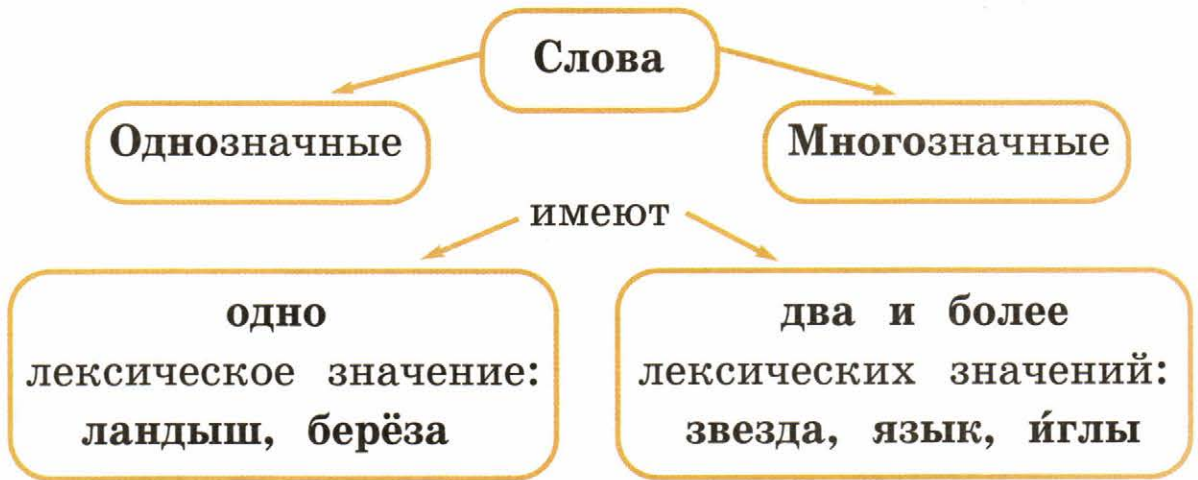 Слова
Однозначные
Многозначные
имеют
одно
лексическое значение:
ландыш, берёза
два и более
лексических значений:
звезда, язык, и́глы